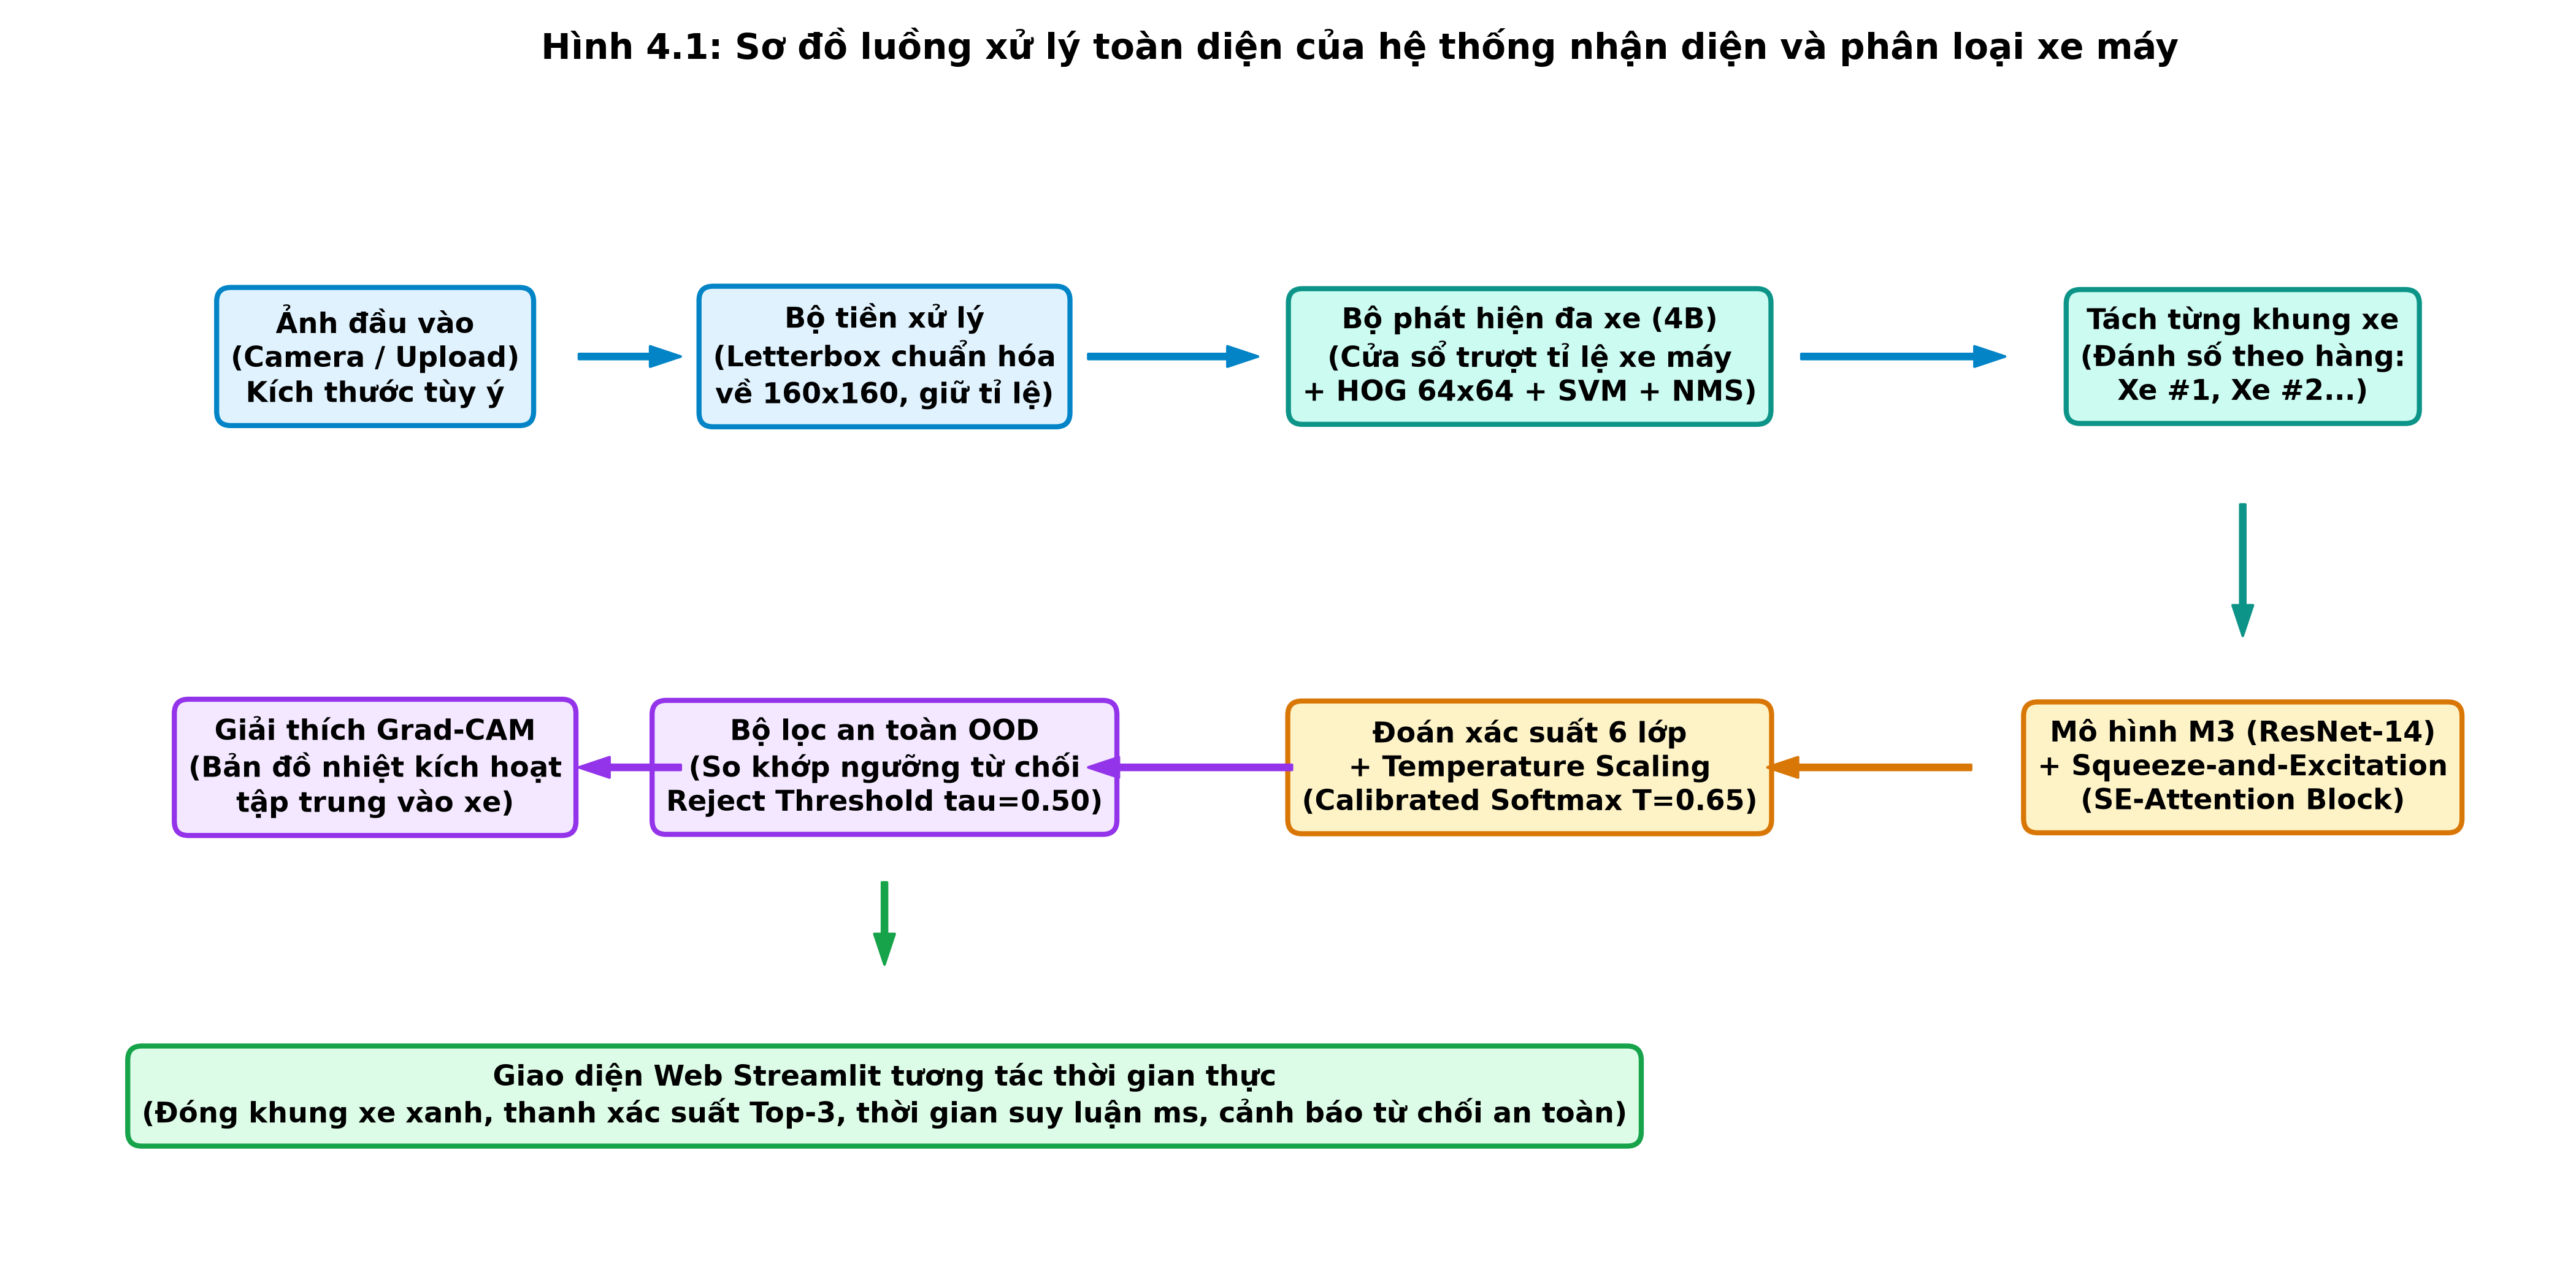 Hình 4.1: Sơ đồ luồng xử lý toàn diện của hệ thống nhận diện và phân loại xe máy
Ảnh đầu vào
(Camera / Upload)
Kích thước tùy ý
Bộ tiền xử lý
(Letterbox chuẩn hóa
về 160x160, giữ tỉ lệ)
Bộ phát hiện đa xe (4B)
(Cửa sổ trượt tỉ lệ xe máy
+ HOG 64x64 + SVM + NMS)
Tách từng khung xe
(Đánh số theo hàng:
Xe #1, Xe #2...)
Giải thích Grad-CAM
(Bản đồ nhiệt kích hoạt
tập trung vào xe)
Bộ lọc an toàn OOD
(So khớp ngưỡng từ chối
Reject Threshold tau=0.50)
Đoán xác suất 6 lớp
+ Temperature Scaling
(Calibrated Softmax T=0.65)
Mô hình M3 (ResNet-14)
+ Squeeze-and-Excitation
(SE-Attention Block)
Giao diện Web Streamlit tương tác thời gian thực
(Đóng khung xe xanh, thanh xác suất Top-3, thời gian suy luận ms, cảnh báo từ chối an toàn)